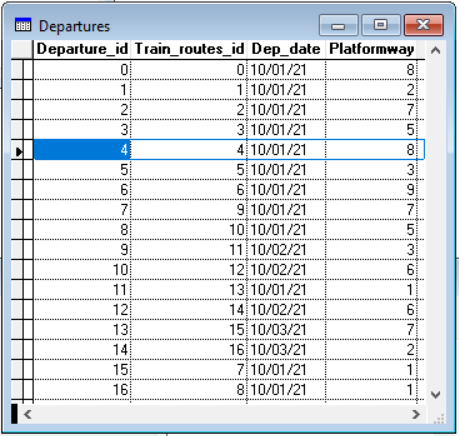 Departures
Departure_id Train_routes_id Dep_date Platformway
0 0 10/01/21 8
1 1 10/01/21 2
2 2 10/01/21 7
3 3 10/01/21 5
4 4 10/01/21 8
5 5 10/01/21 3
6 6 10/01/21 9
7 9 10/01/21 7
8 10 10/01/21 5
9 11 10/02/21 3
10 12 10/02/21 6
11 13 10/01/21 1
12 14 10/02/21 6
13 15 10/03/21 7
14 16 10/03/21 2
15 7 10/01/21 1
16 8 10/01/21 1